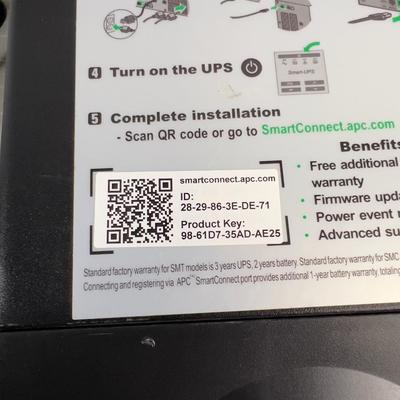 4 Turn on the UPS
Smart-UPS
5 Complete installation
- Scan QR code or go to SmartConnect.apc.com
smartconnect.apc.com
ID:
28-29-86-3E-DE-71
Product Key:
98-61D7-35AD-AE25
Benefits
• Free additional
warranty
• Firmware upda
• Power event n
• Advanced su
Standard factory warranty for SMT models is 3 years UPS, 2 years battery. Standard factory warranty for SMC
Connecting and registering via APC™ SmartConnect port provides additional 1-year battery warranty, totaling